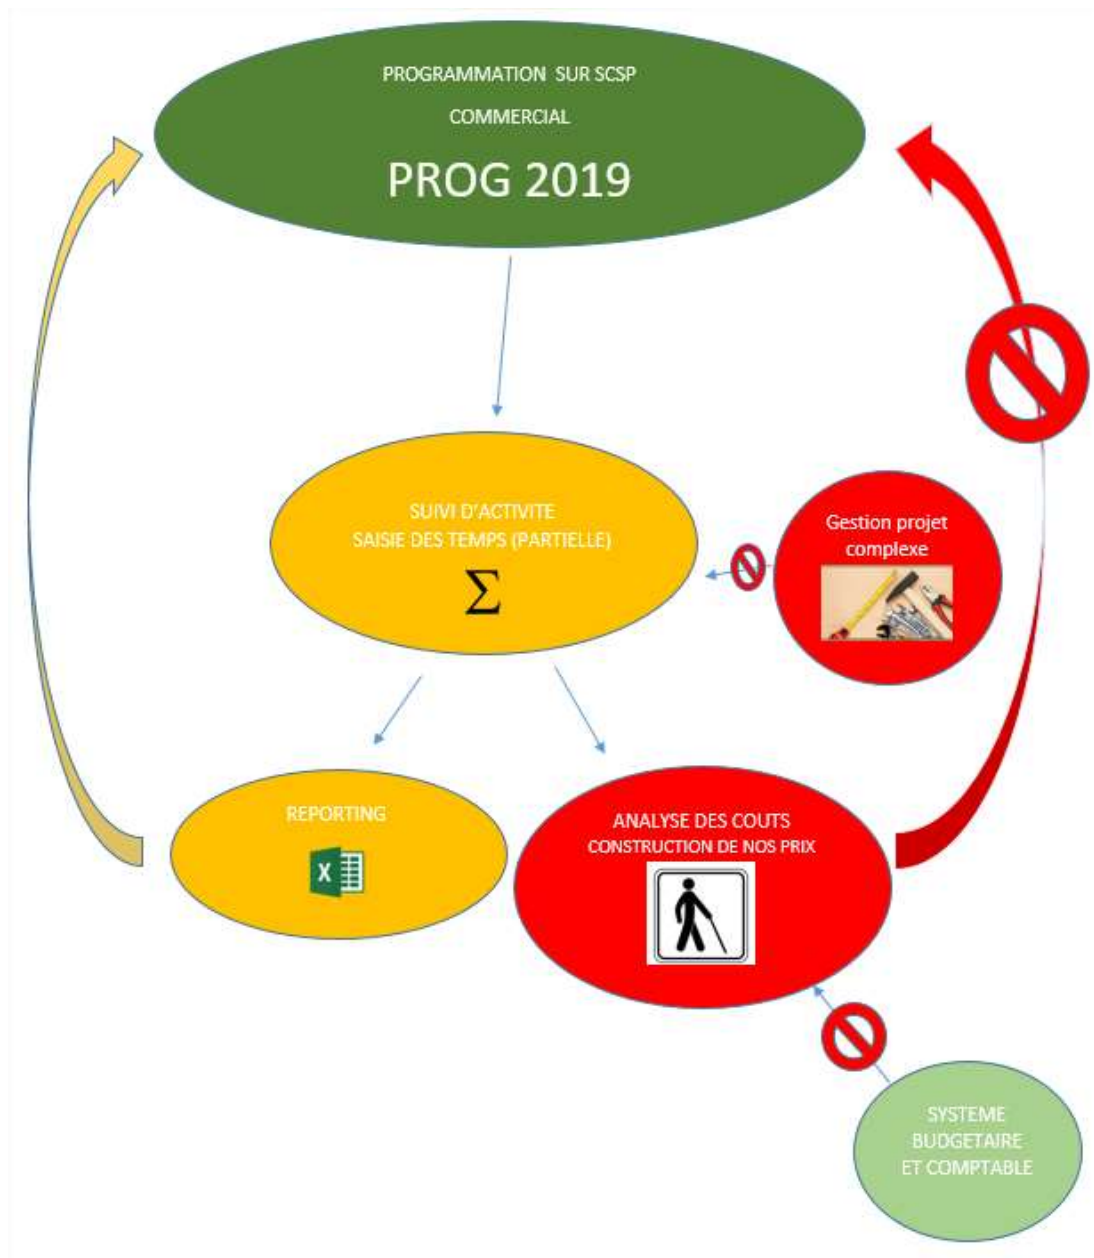 PROGRAMMATION SUR SCSP
COMMERCIAL
PROG 2019
SUIVI D'ACTIVITE
SAISIE DES TEMPS (PARTIELLE)
Σ
Gestion projet
complexe
REPORTING
X
ANALYSE DES COUTS
CONSTRUCTION DE NOS PRIX
SYSTEME
BUDGETAIRE
ET COMPTABLE